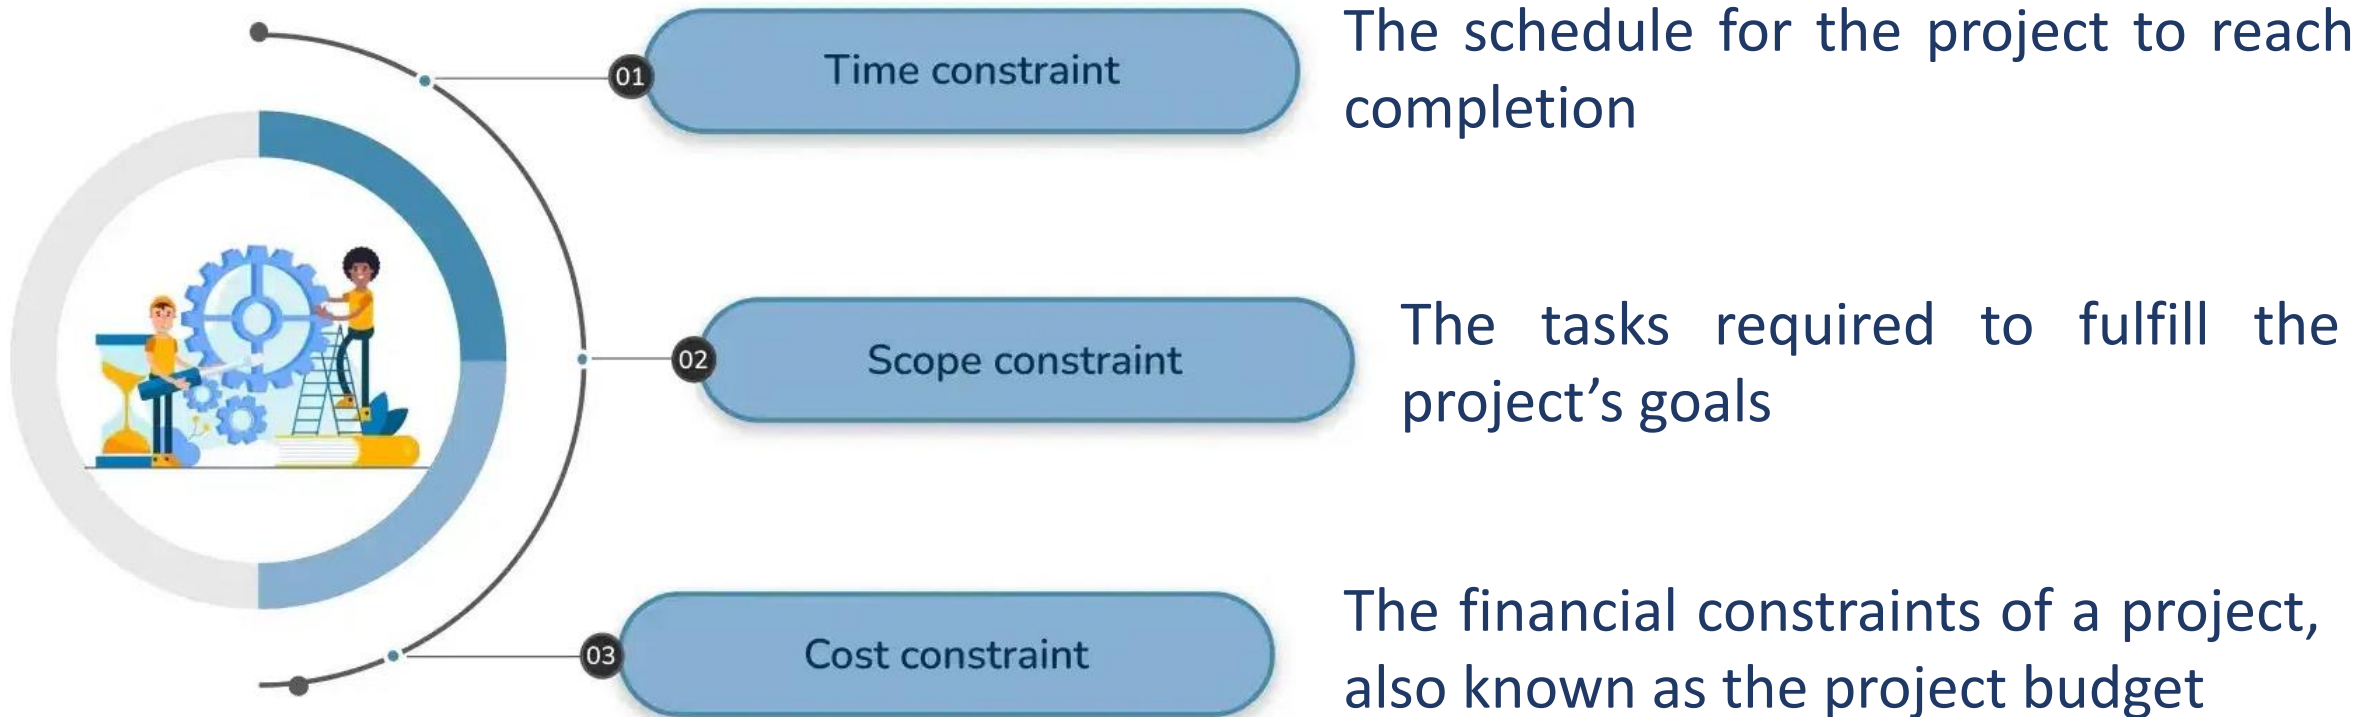 01
Time constraint
The schedule for the project to reach
completion
02
Scope constraint
The tasks required to fulfill the
project’s goals
03
Cost constraint
The financial constraints of a project,
also known as the project budget